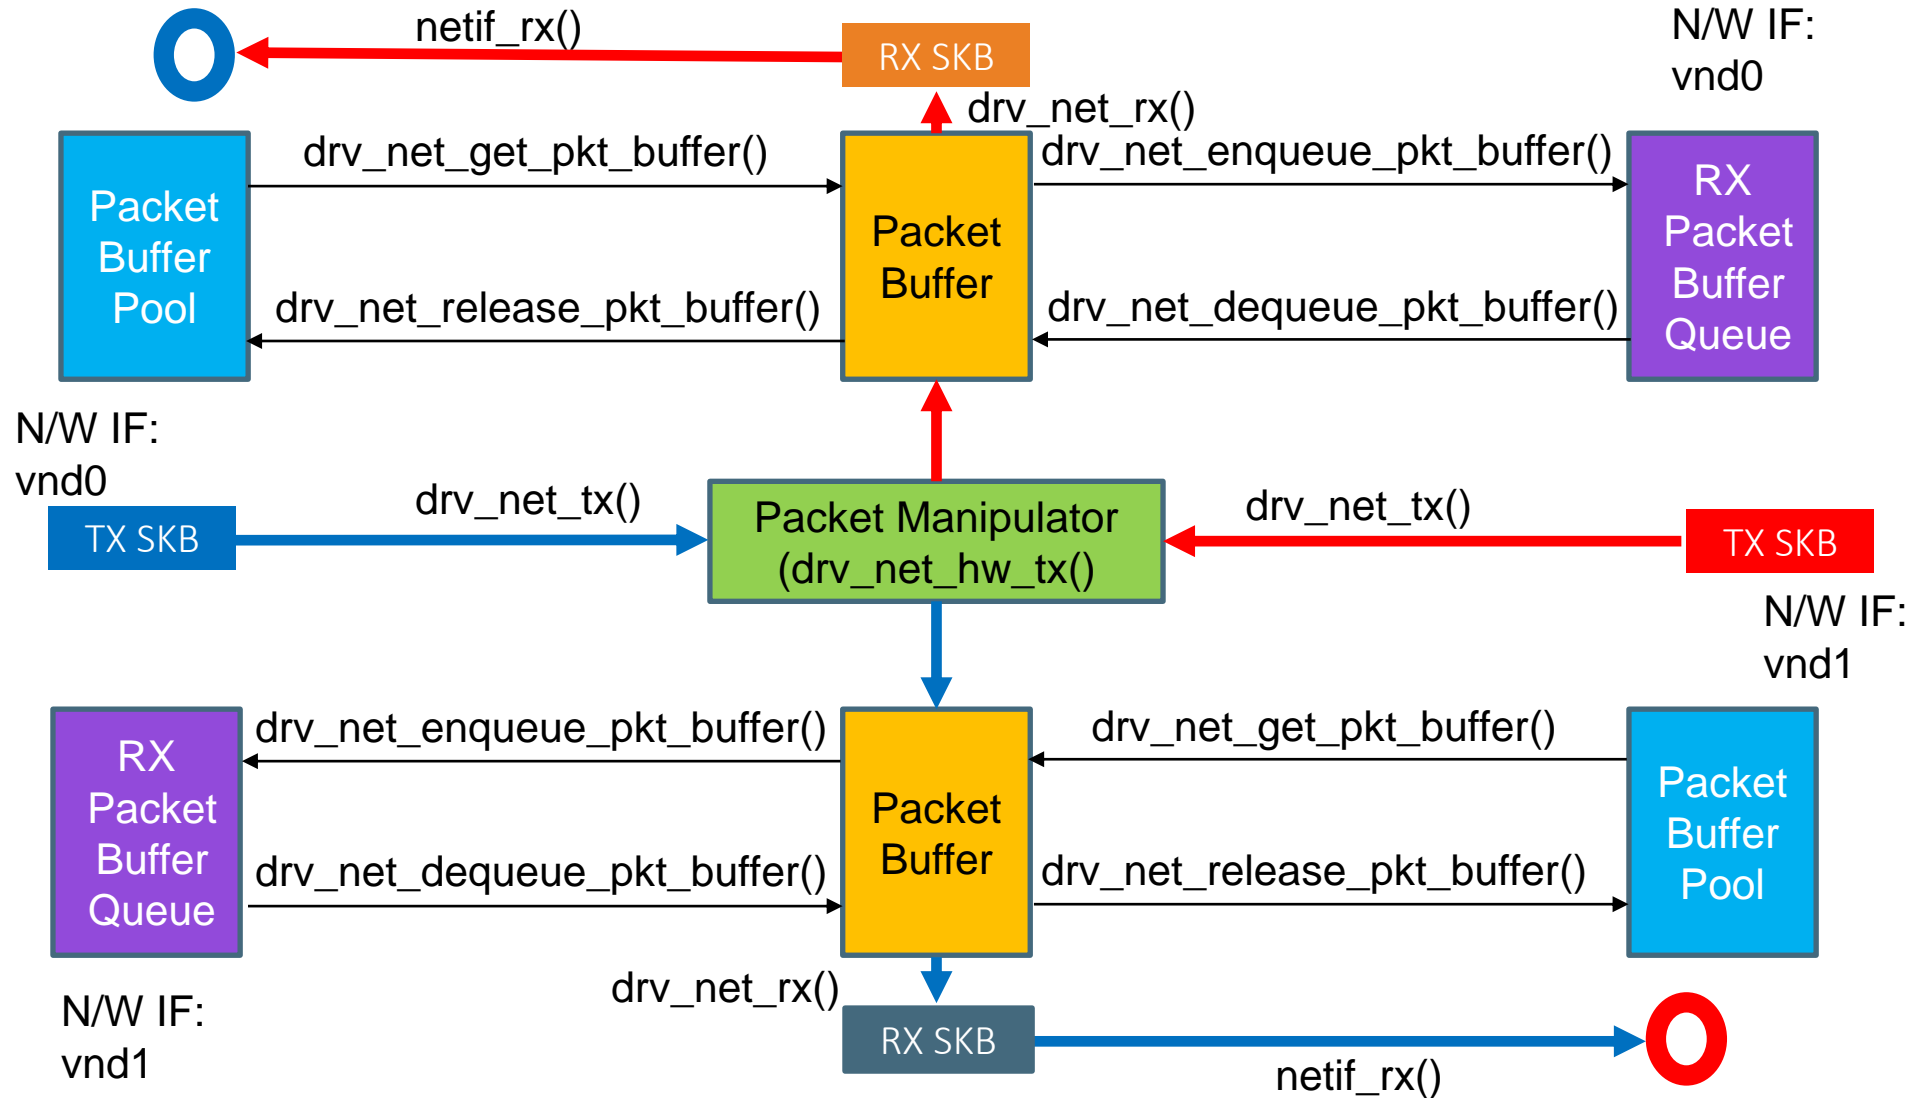 netif_rx()
RX SKB
N/W IF:
vnd0
drv_net_rx()
drv_net_get_pkt_buffer()
drv_net_enqueue_pkt_buffer()
Packet
Buffer
Pool
Packet
Buffer
RX
Packet
Buffer
Queue
drv_net_release_pkt_buffer()
drv_net_dequeue_pkt_buffer()
N/W IF:
vnd0
TX SKB
drv_net_tx()
Packet Manipulator
(drv_net_hw_tx()
drv_net_tx()
TX SKB
N/W IF:
vnd1
RX
Packet
Buffer
Queue
drv_net_enqueue_pkt_buffer()
drv_net_dequeue_pkt_buffer()
Packet
Buffer
drv_net_get_pkt_buffer()
drv_net_release_pkt_buffer()
Packet
Buffer
Pool
N/W IF:
vnd1
drv_net_rx()
RX SKB
netif_rx()